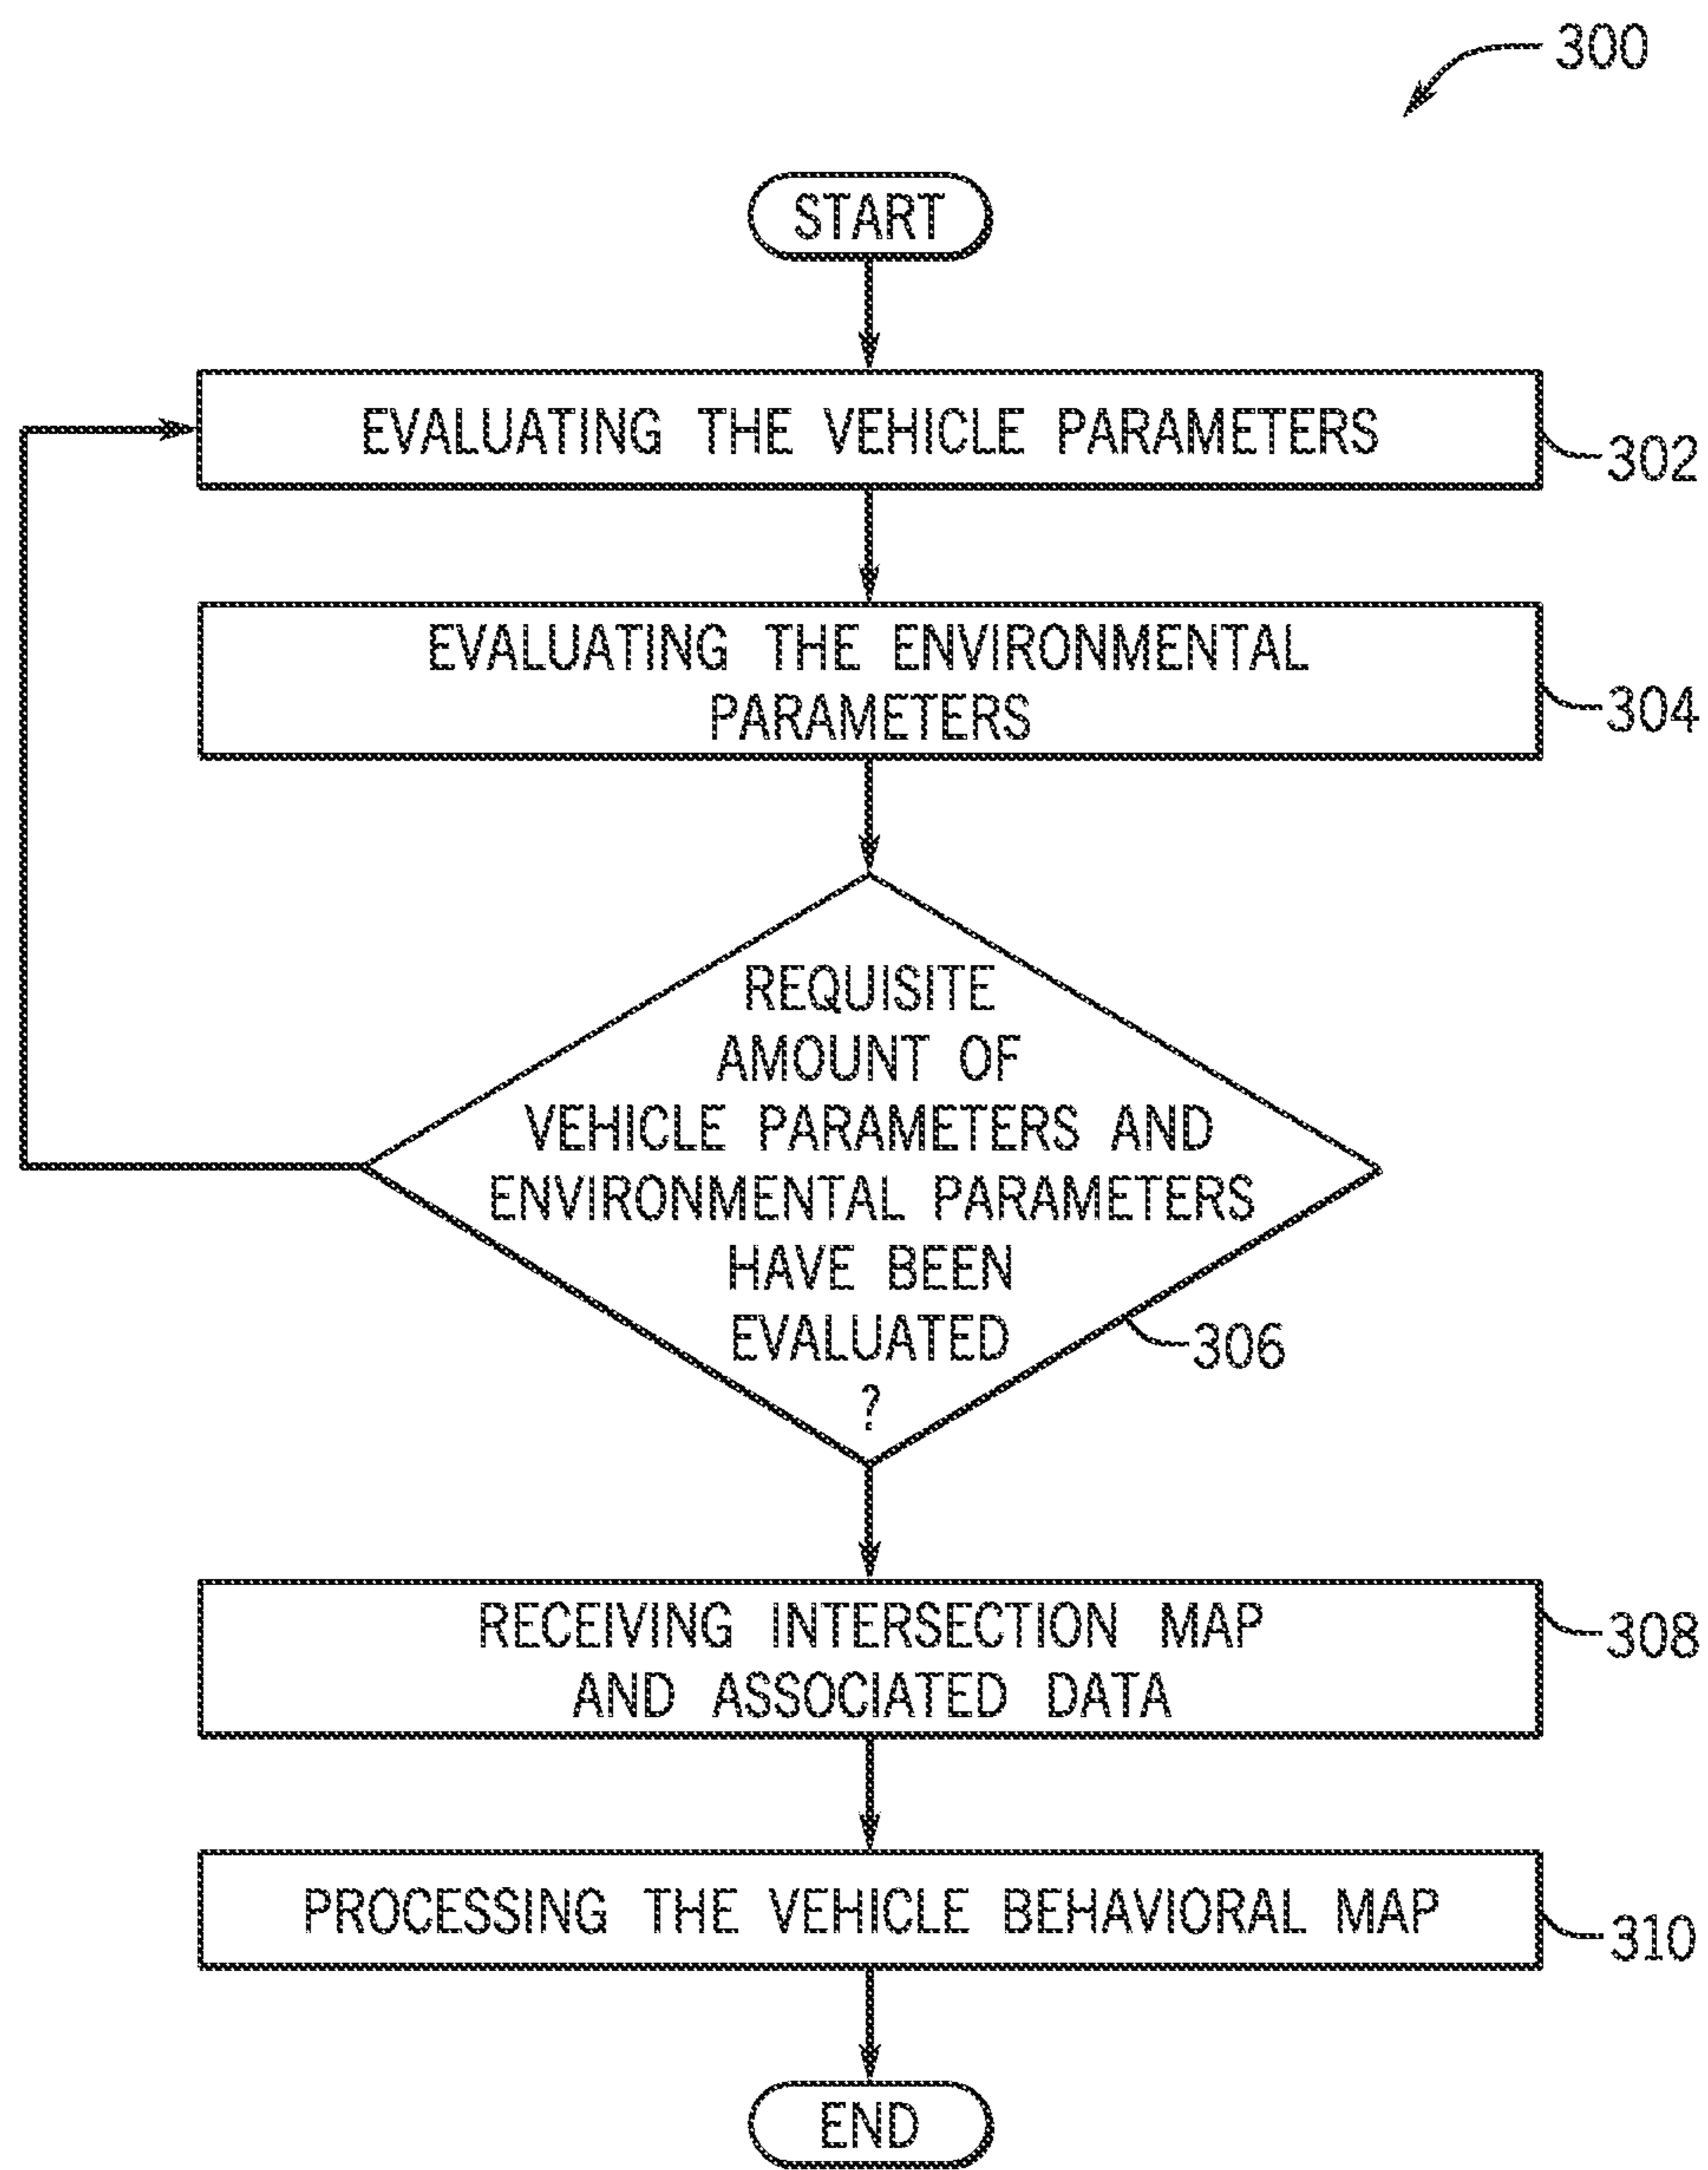 300
START
EVALUATING THE VEHICLE PARAMETERS
302
EVALUATING THE ENVIRONMENTAL
PARAMETERS
304
REQUISITE
AMOUNT OF
VEHICLE PARAMETERS AND
ENVIRONMENTAL PARAMETERS
HAVE BEEN
EVALUATED
?
306
RECEIVING INTERSECTION MAP
AND ASSOCIATED DATA
308
PROCESSING THE VEHICLE BEHAVIORAL MAP
310
END